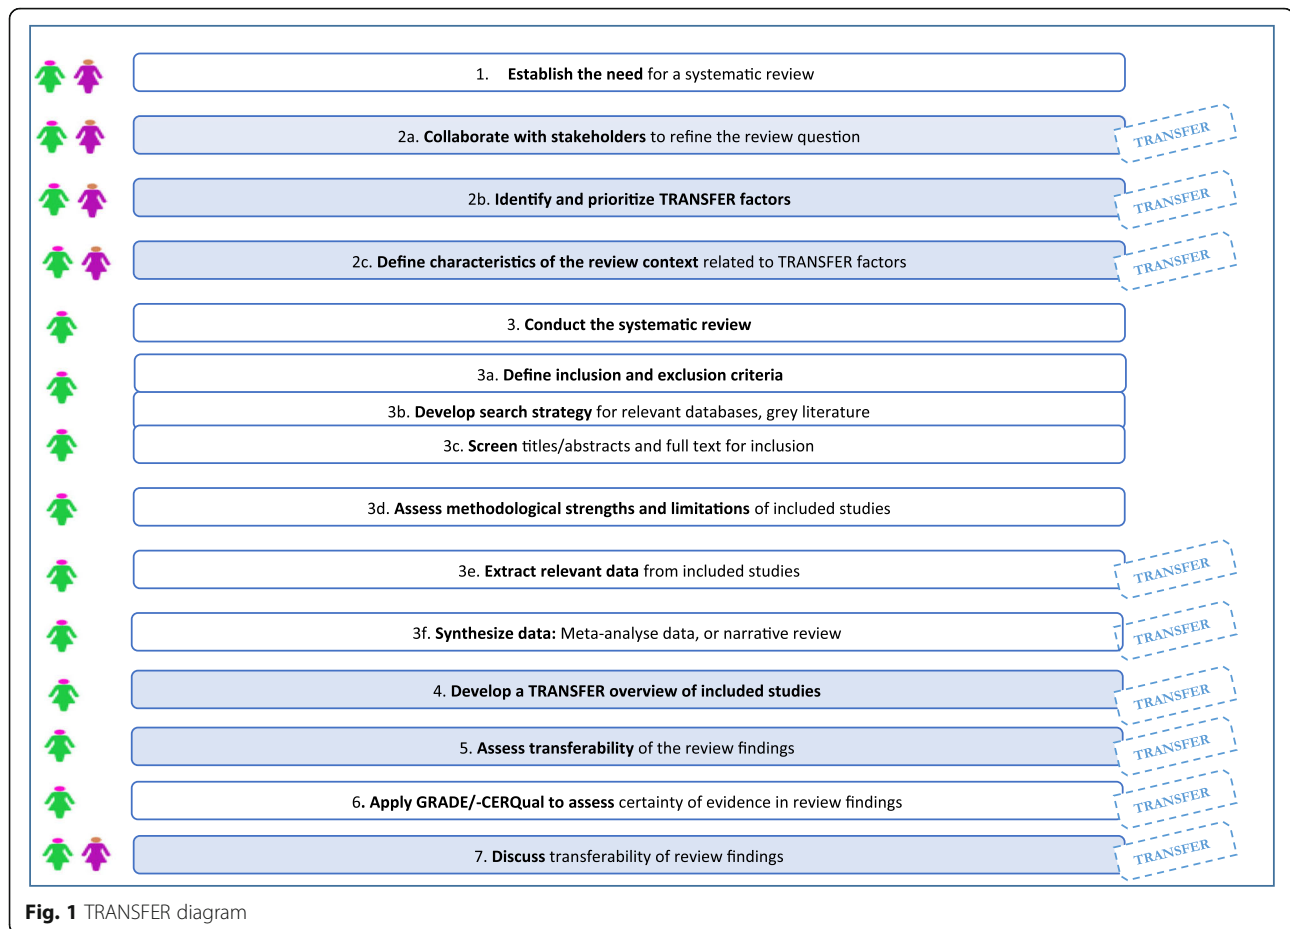 1. Establish the need for a systematic review
2a. Collaborate with stakeholders to refine the review question
TRANSFER
2b. Identify and prioritize TRANSFER factors
TRANSFER
2c. Define characteristics of the review context related to TRANSFER factors
TRANSFER
3. Conduct the systematic review
3a. Define inclusion and exclusion criteria
3b. Develop search strategy for relevant databases, grey literature
3c. Screen titles/abstracts and full text for inclusion
3d. Assess methodological strengths and limitations of included studies
3e. Extract relevant data from included studies
TRANSFER
3f. Synthesize data: Meta-analyse data, or narrative review
TRANSFER
4. Develop a TRANSFER overview of included studies
TRANSFER
5. Assess transferability of the review findings
TRANSFER
6. Apply GRADE/-CERQual to assess certainty of evidence in review findings
TRANSFER
7. Discuss transferability of review findings
TRANSFER
Fig. 1 TRANSFER diagram